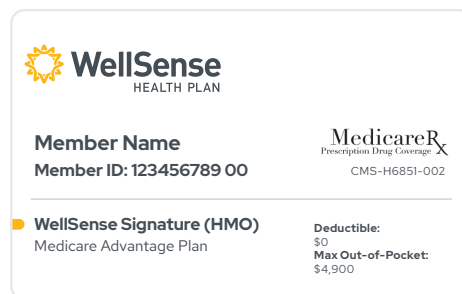 WellSense
HEALTH PLAN
Member Name
Member ID: 123456789 00
MedicareRx
Prescription Drug Coverage
CMS-H6851-002
WellSense Signature (HMO)
Medicare Advantage Plan
Deductible:
$0
Max Out-of-Pocket:
$4,900